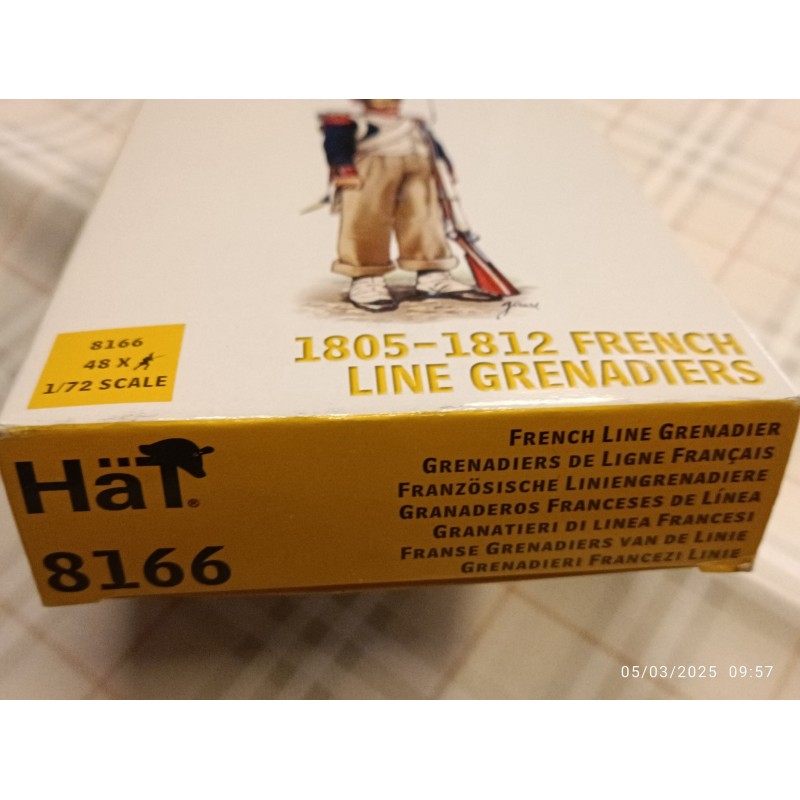 8166
48 X
1/72 SCALE
1805-1812 FRENCH
LINE GRENADIERS
HäT®
8166
FRENCH LINE GRENADIER
GRENADIERS DE LIGNE FRANÇAIS
FRANZÖSISCHE LINIENGRENADIERE
GRANADEROS FRANCESES DE LÍNEA
GRANATIERI DI LINEA FRANCESI
FRANSE GRENADIERS VAN DE LINIE
GRENADIERI FRANCEZI LINIE
05/03/2025 09:57